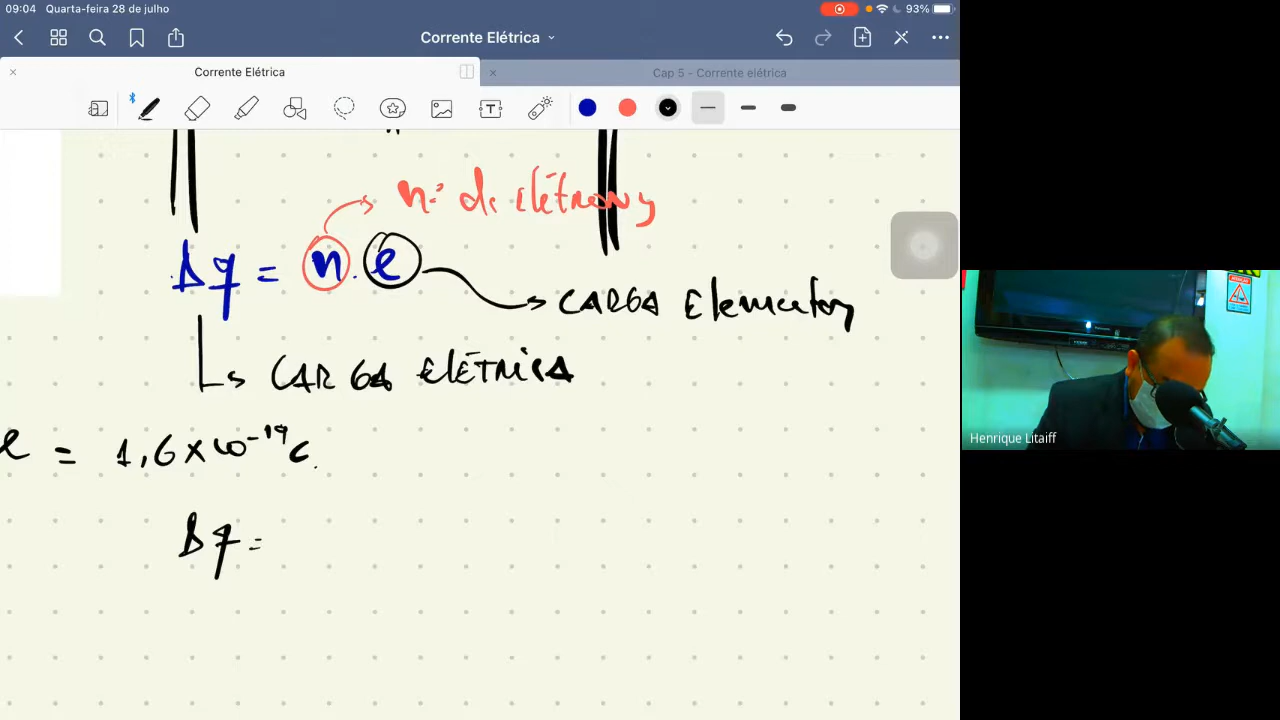 09:04 Quarta-feira 28 de julho 93%
Corrente Elétrica
Corrente Elétrica
Cap 5 - Corrente elétrica
nº de Elétrons
Δq = n . e
CARGA Elementar
CARGA ELÉTRICA
e = 1,6 x 10⁻¹⁹ C.
Δq =
Henrique Litaiff